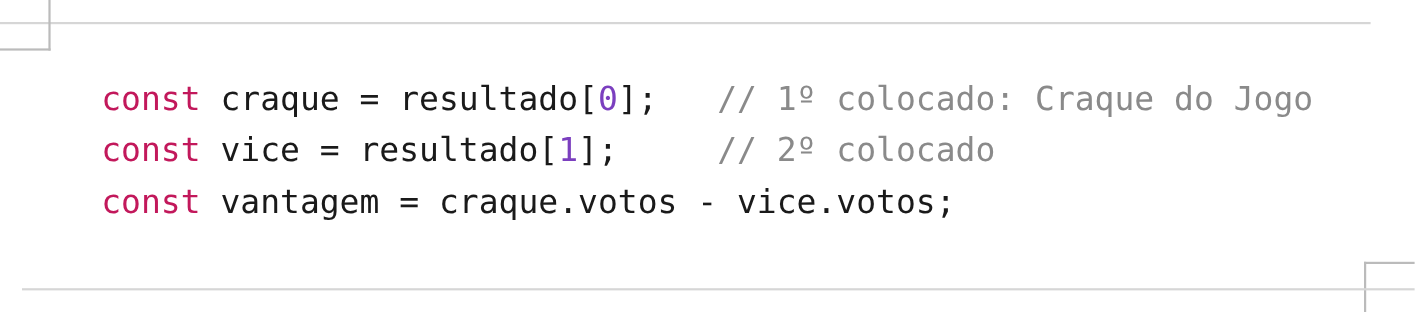 const craque = resultado[0];   // 1º colocado: Craque do Jogo
const vice = resultado[1];     // 2º colocado
const vantagem = craque.votos - vice.votos;